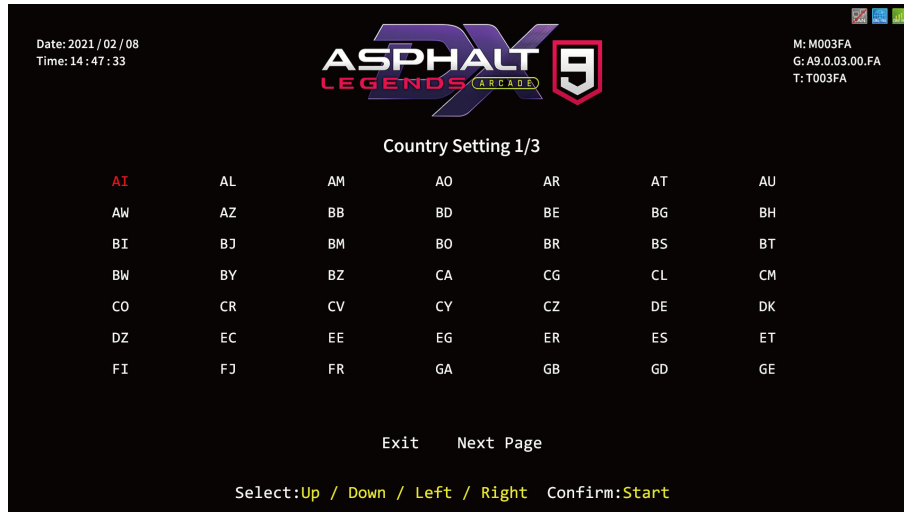 Date: 2021 / 02 / 08
Time: 14 : 47 : 33
DX
ASPHALT 9
LEGENDS ARCADE
M: M003FA
G: A9.0.03.00.FA
T: T003FA
Country Setting 1/3
AI AL AM AO AR AT AU
AW AZ BB BD BE BG BH
BI BJ BM BO BR BS BT
BW BY BZ CA CG CL CM
CO CR CV CY CZ DE DK
DZ EC EE EG ER ES ET
FI FJ FR GA GB GD GE
Exit Next Page
Select:Up / Down / Left / Right Confirm:Start